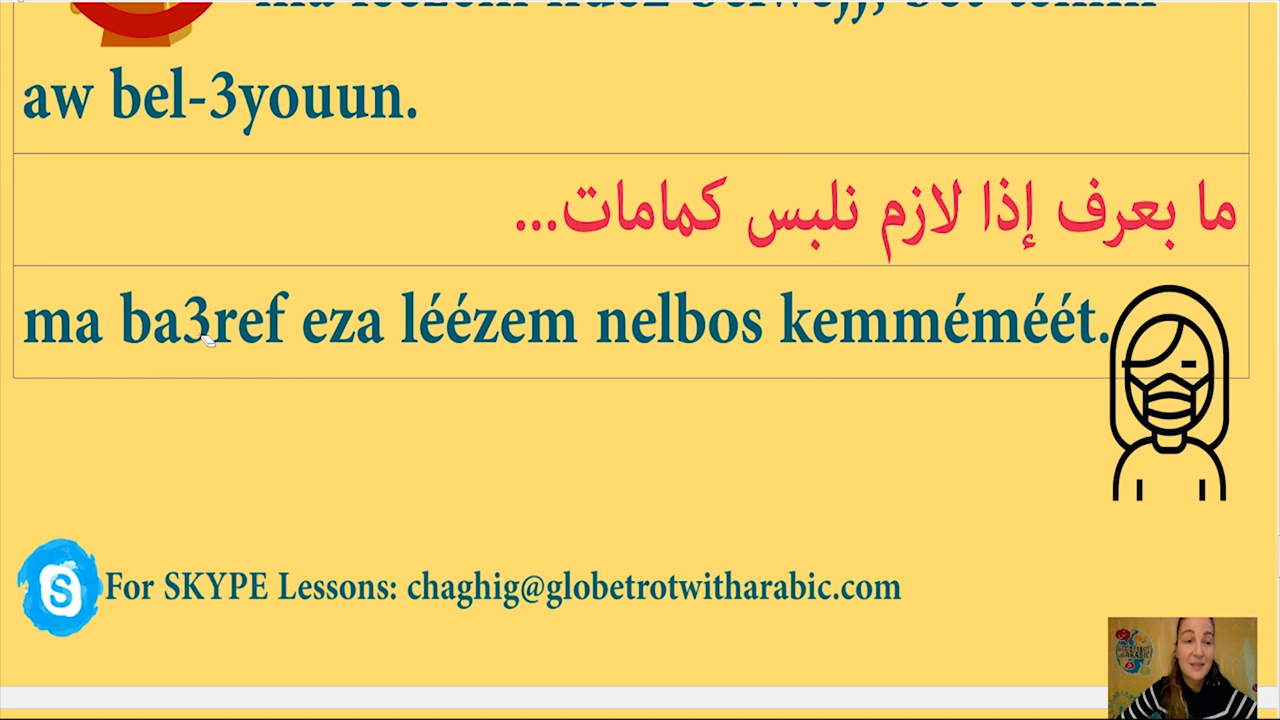 aw bel-3youun.
ما بعرف إذا لازم نلبس كمامات...
ma ba3ref eza léézem nelbos kemméméét.
For SKYPE Lessons: chaghig@globetrotwitharabic.com